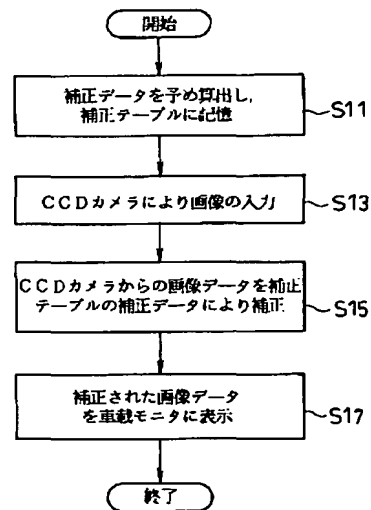 開始
補正データを予め算出し,
補正テーブルに記憶
S11
CCDカメラにより画像の入力
S13
CCDカメラからの画像データを補正
テーブルの補正データにより補正
S15
補正された画像データ
を車載モニタに表示
S17
終了